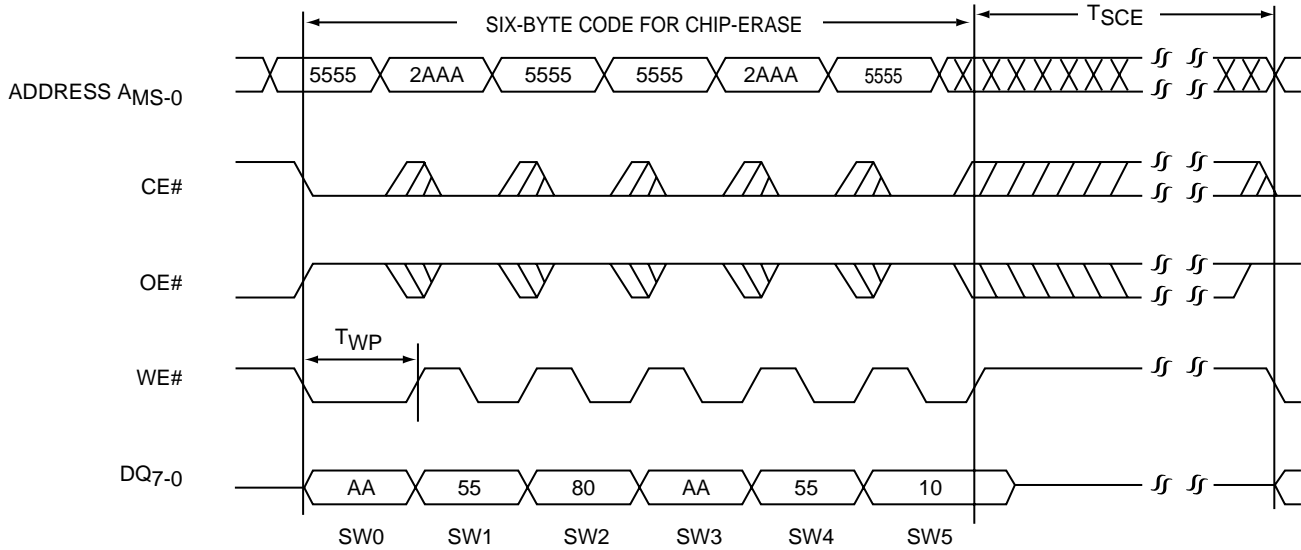 SIX-BYTE CODE FOR CHIP-ERASE TSCE
ADDRESS AMS-0 5555 2AAA 5555 5555 2AAA 5555
CE#
OE#
TWP
WE#
DQ7-0 AA 55 80 AA 55 10
SW0 SW1 SW2 SW3 SW4 SW5